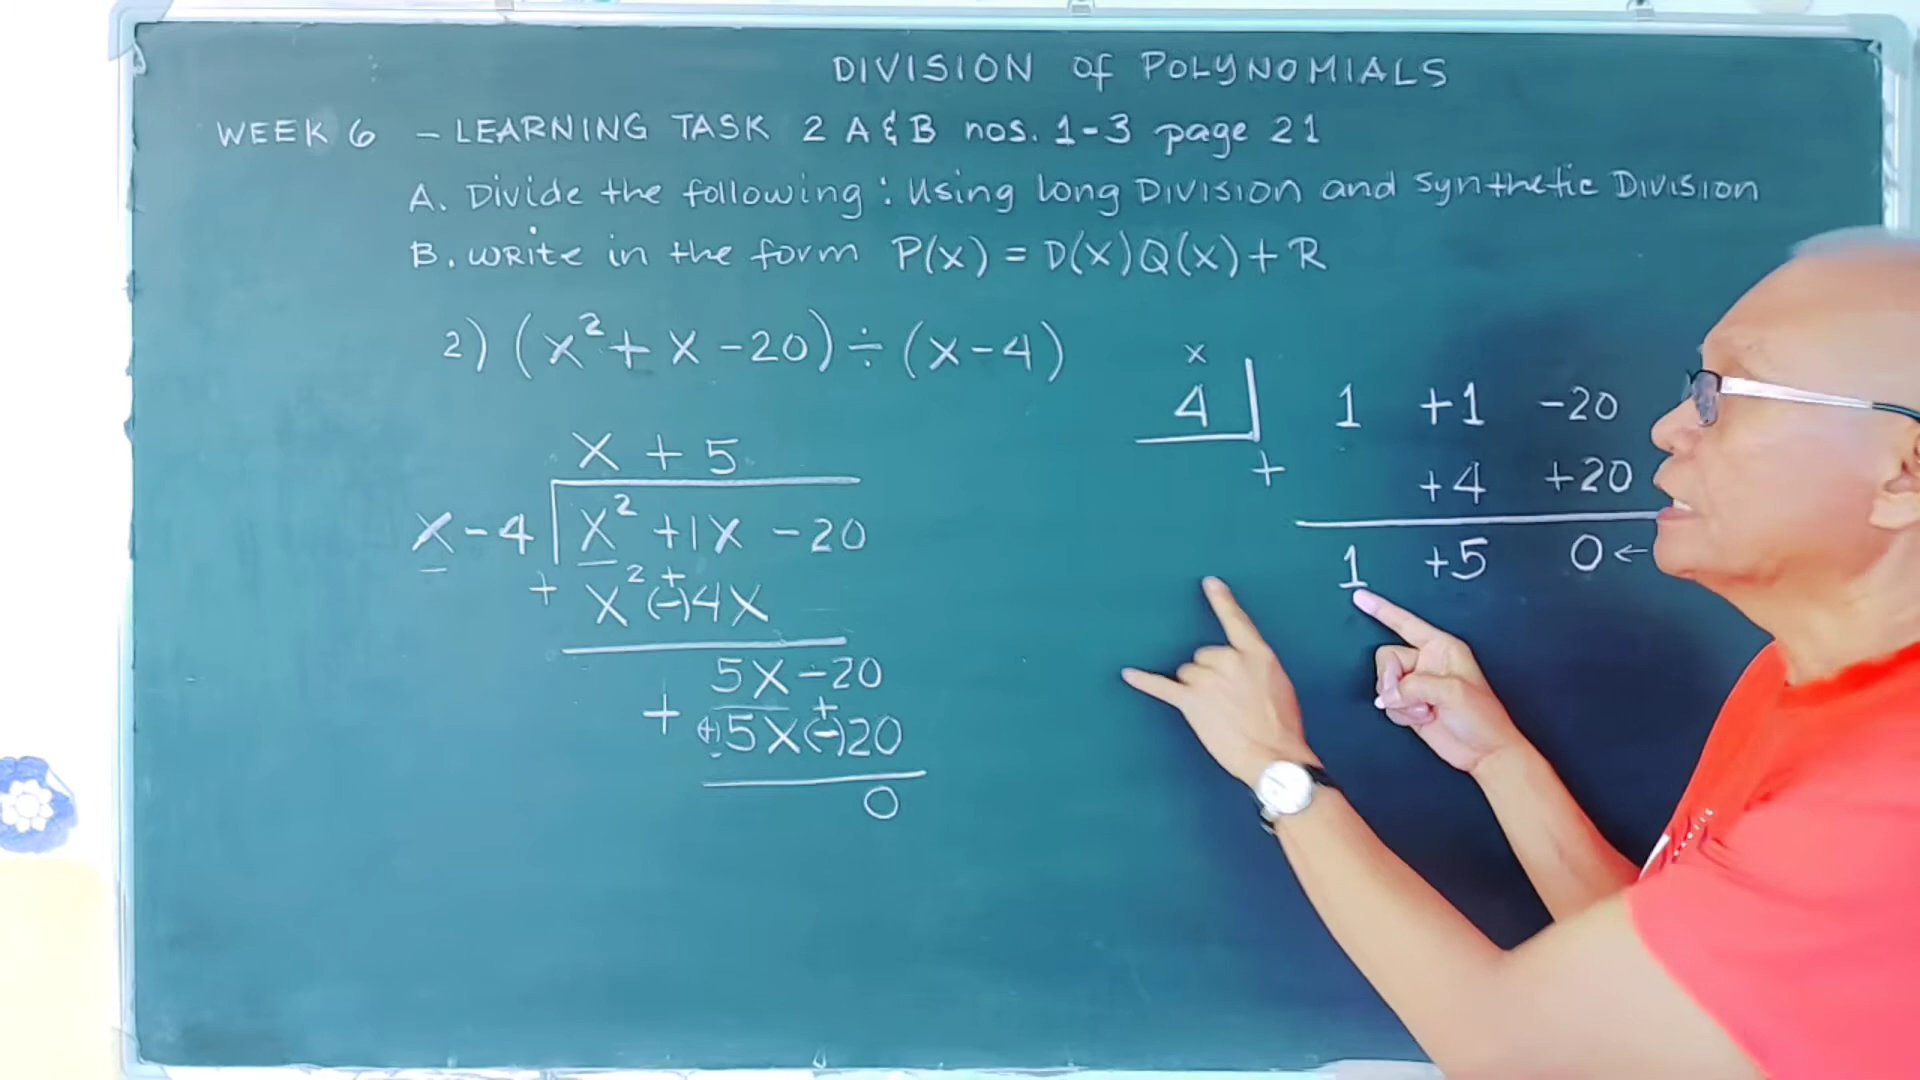 DIVISION of POLYNOMIALS
WEEK 6 - LEARNING TASK 2 A & B nos. 1-3 page 21
A. Divide the following: Using long DIVISION and Synthetic DIVISION
B. WRITE in the form P(x) = D(x)Q(x) + R
2) (x² + x - 20) ÷ (x - 4)
x + 5
x - 4 x² + 1x - 20
+ x² (-)4x +
5x - 20
+ (+)5x (-)20 + -
0
x
4 1 +1 -20
+ +4 +20
1 +5 0 ←